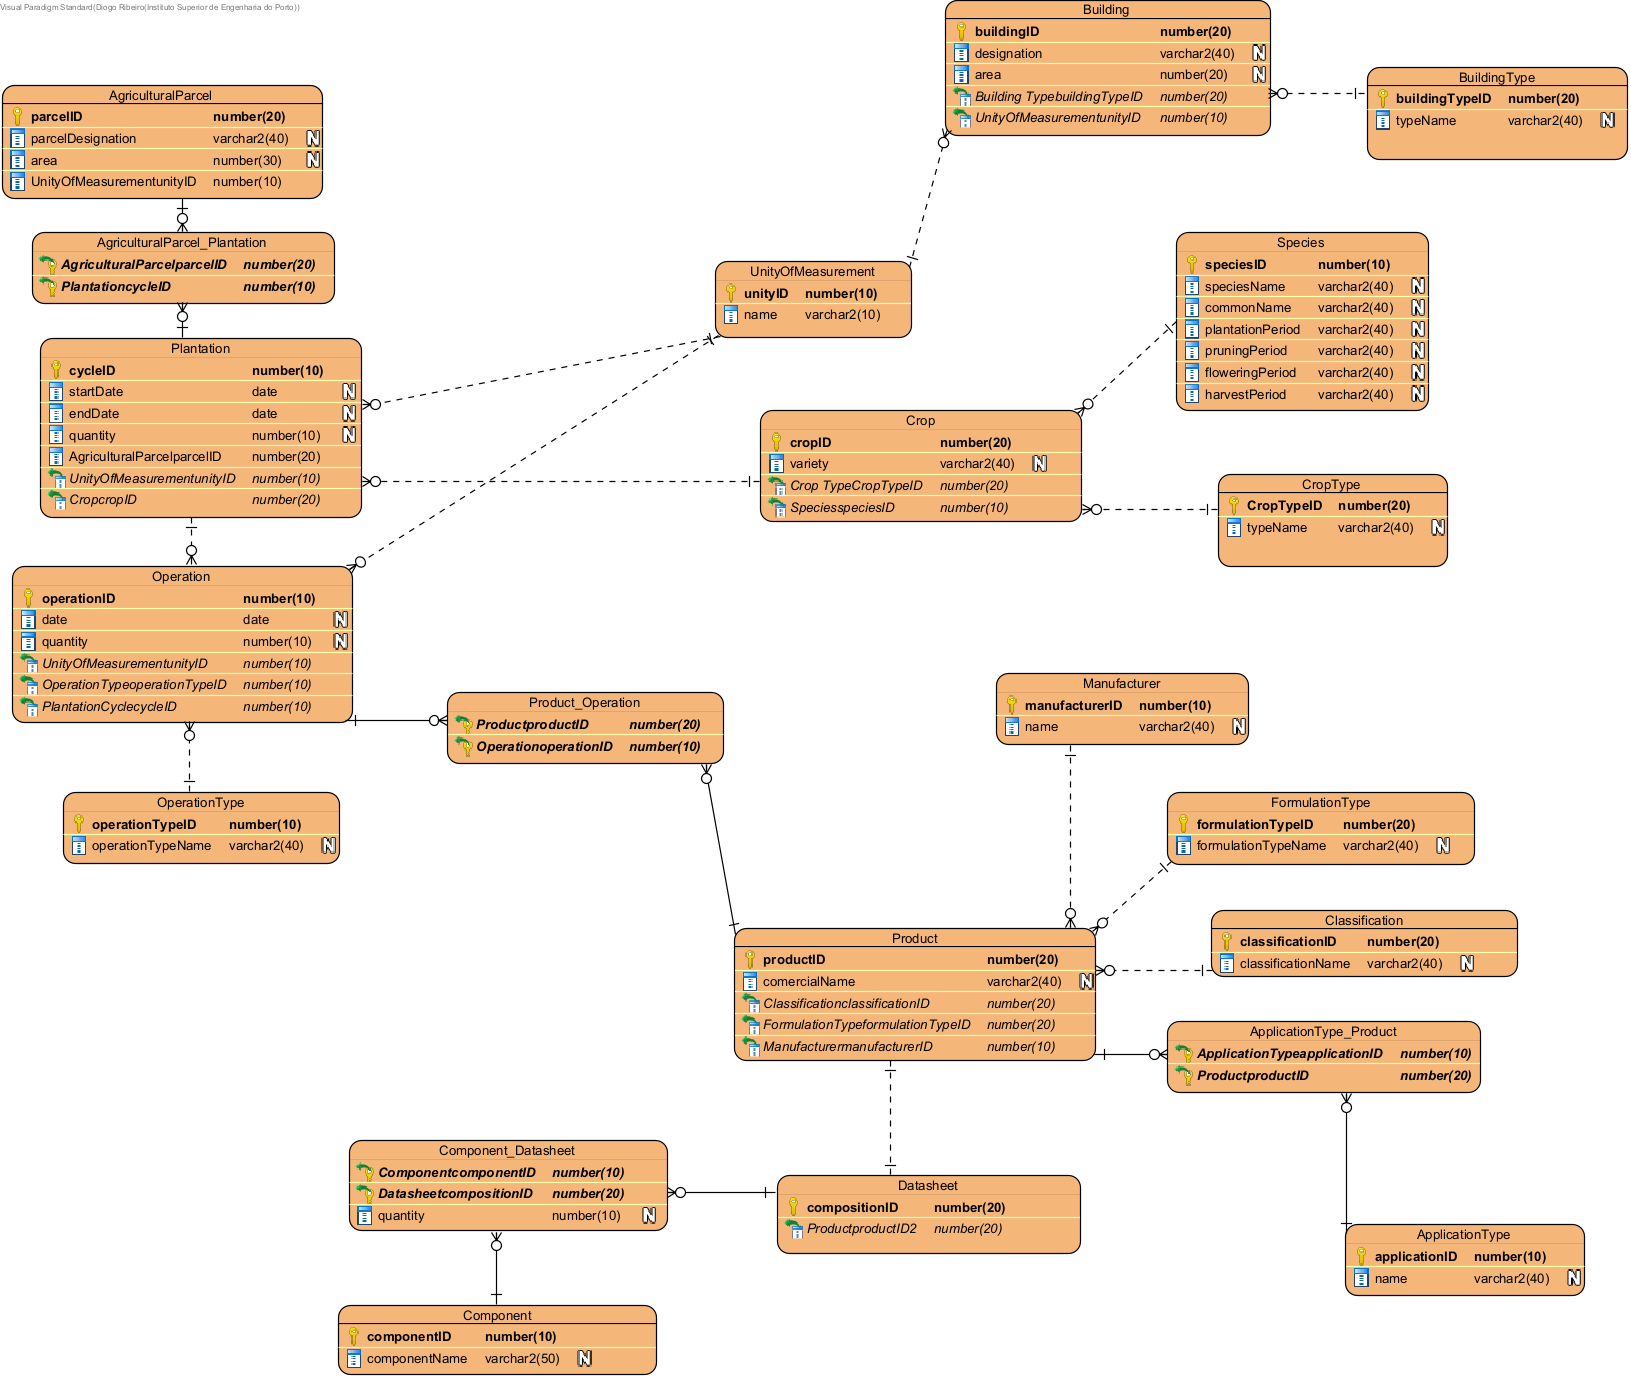 Visual Paradigm Standard(Diogo Ribeiro(Instituto Superior de Engenharia do Porto))
Building
buildingID number(20)
designation varchar2(40) N
area number(20) N
Building TypebuildingTypeID number(20)
UnityOfMeasurementunityID number(10)
BuildingType
buildingTypeID number(20)
typeName varchar2(40) N
AgriculturalParcel
parcelID number(20)
parcelDesignation varchar2(40) N
area number(30) N
UnityOfMeasurementunityID number(10)
AgriculturalParcel_Plantation
AgriculturalParcelparcelID number(20)
PlantationcycleID number(10)
UnityOfMeasurement
unityID number(10)
name varchar2(10)
Species
speciesID number(10)
speciesName varchar2(40) N
commonName varchar2(40) N
plantationPeriod varchar2(40) N
pruningPeriod varchar2(40) N
floweringPeriod varchar2(40) N
harvestPeriod varchar2(40) N
Plantation
cycleID number(10)
startDate date N
endDate date N
quantity number(10) N
AgriculturalParcelparcelID number(20)
UnityOfMeasurementunityID number(10)
CropcropID number(20)
Crop
cropID number(20)
variety varchar2(40) N
Crop TypeCropTypeID number(20)
SpeciesspeciesID number(10)
CropType
CropTypeID number(20)
typeName varchar2(40) N
Operation
operationID number(10)
date date N
quantity number(10) N
UnityOfMeasurementunityID number(10)
OperationTypeoperationTypeID number(10)
PlantationCyclecycleID number(10)
Product_Operation
ProductproductID number(20)
OperationoperationID number(10)
Manufacturer
manufacturerID number(10)
name varchar2(40) N
OperationType
operationTypeID number(10)
operationTypeName varchar2(40) N
FormulationType
formulationTypeID number(20)
formulationTypeName varchar2(40) N
Classification
classificationID number(20)
classificationName varchar2(40) N
Product
productID number(20)
comercialName varchar2(40) N
ClassificationclassificationID number(20)
FormulationTypeformulationTypeID number(20)
ManufacturermanufacturerID number(10)
ApplicationType_Product
ApplicationTypeapplicationID number(10)
ProductproductID number(20)
Component_Datasheet
ComponentcomponentID number(10)
DatasheetcompositionID number(20)
quantity number(10) N
Datasheet
compositionID number(20)
ProductproductID2 number(20)
ApplicationType
applicationID number(10)
name varchar2(40) N
Component
componentID number(10)
componentName varchar2(50) N